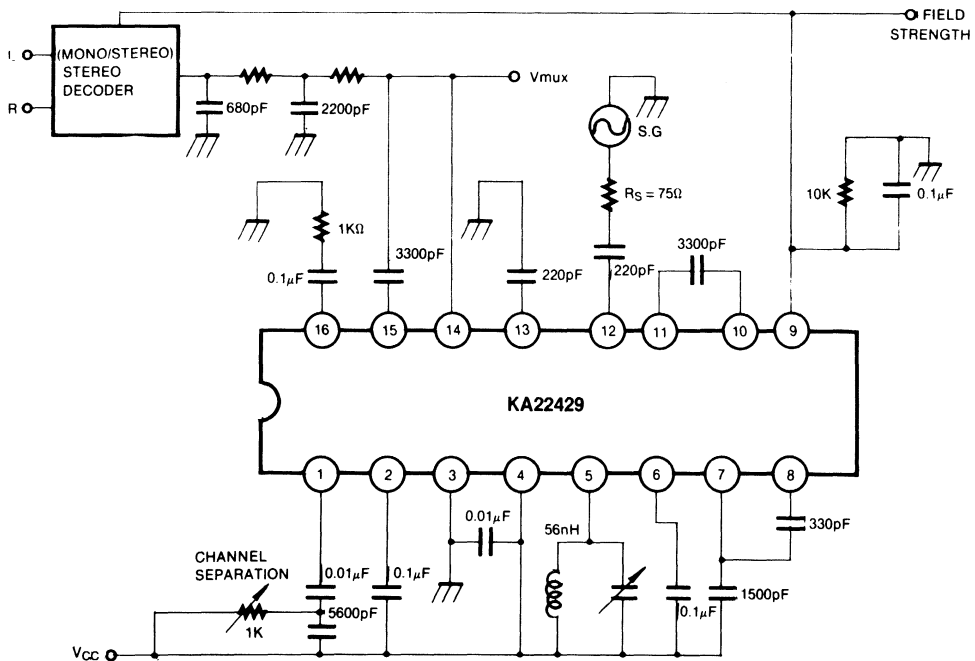 FIELD
STRENGTH
(MONO/STEREO)
STEREO
DECODER
R
680pF
2200pF
Vmux
S.G
RS = 75Ω
10K
0.1μF
1KΩ
0.1μF
3300pF
220pF
220pF
3300pF
16 15 14 13 12 11 10 9
KA22429
1 2 3 4 5 6 7 8
0.01μF
56nH
330pF
CHANNEL
SEPARATION
0.01μF
0.1μF
1K
5600pF
0.1μF
1500pF
VCC